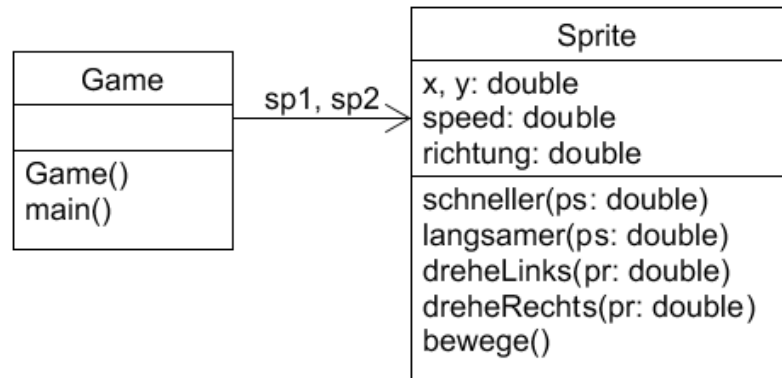 Game
Game()
main()
sp1, sp2
Sprite
x, y: double
speed: double
richtung: double
schneller(ps: double)
langsamer(ps: double)
dreheLinks(pr: double)
dreheRechts(pr: double)
bewege()